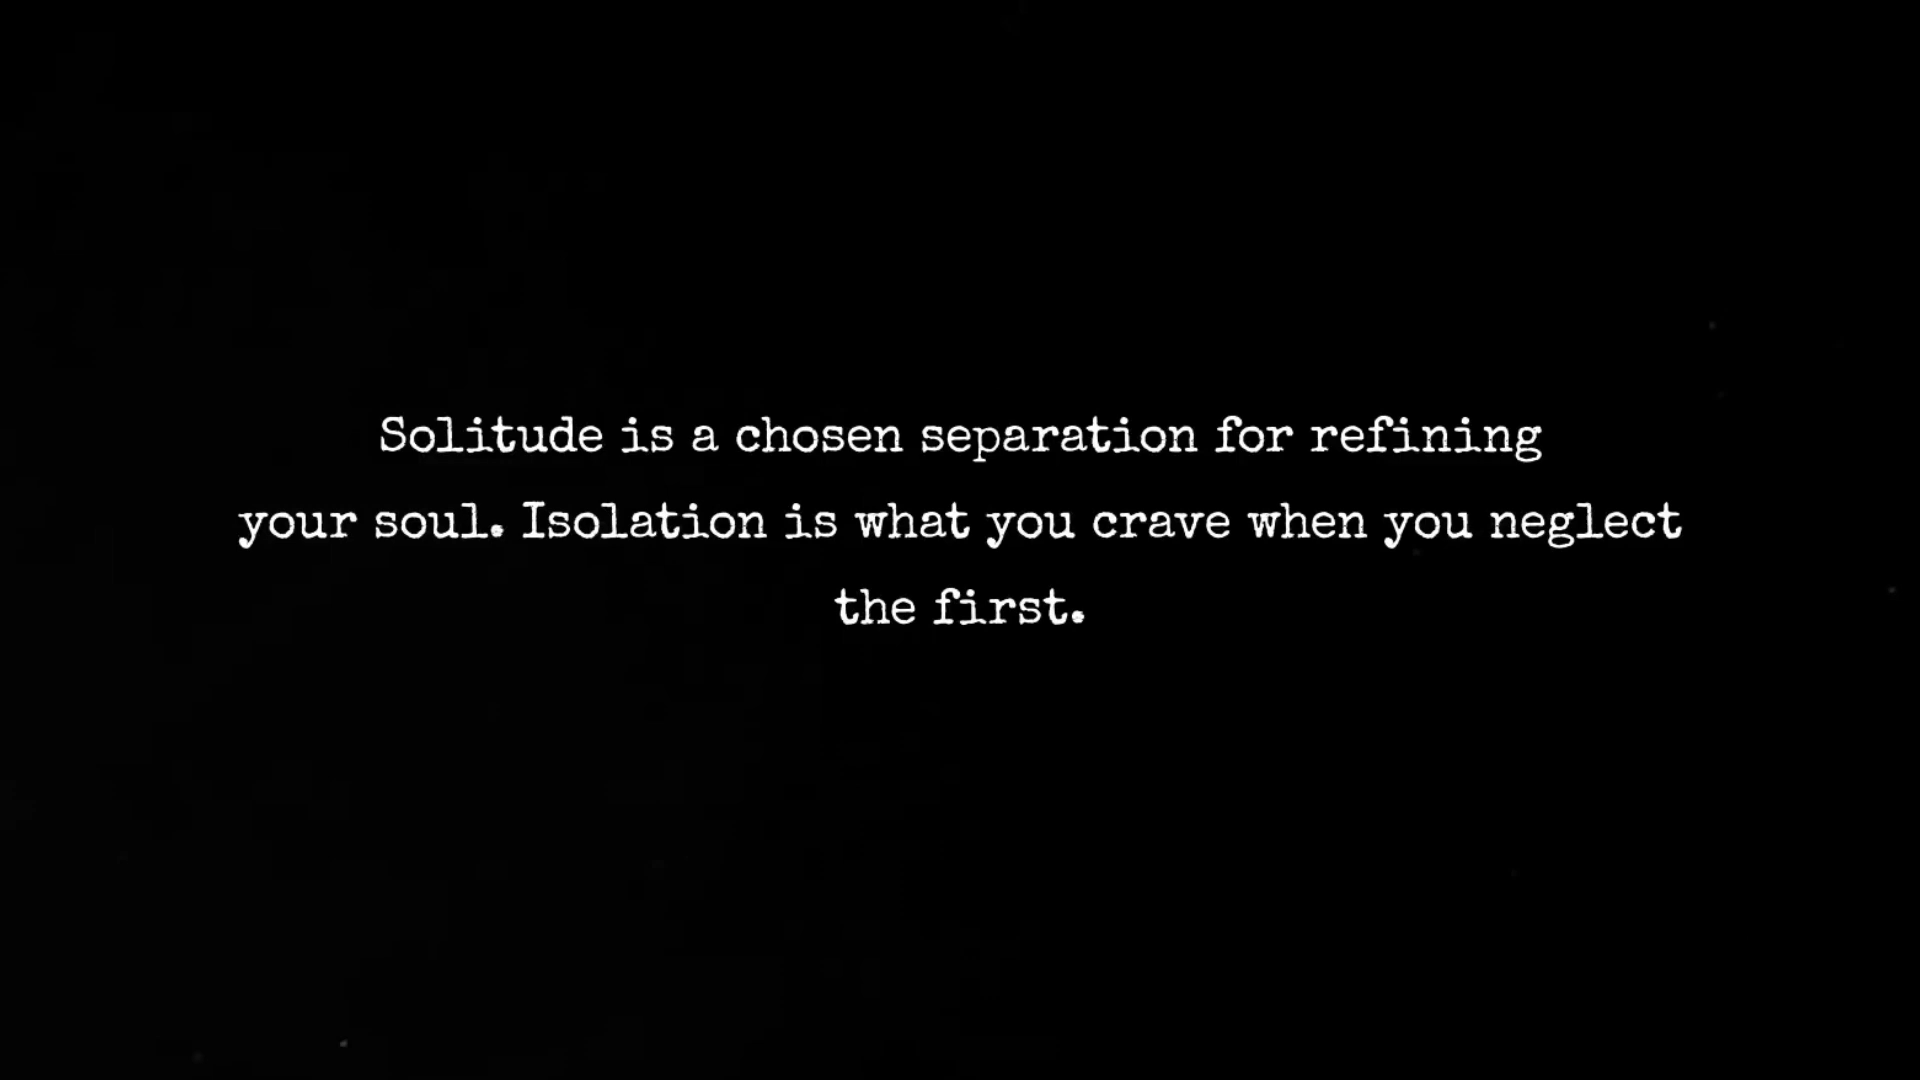 Solitude is a chosen separation for refining
your soul. Isolation is what you crave when you neglect
the first.